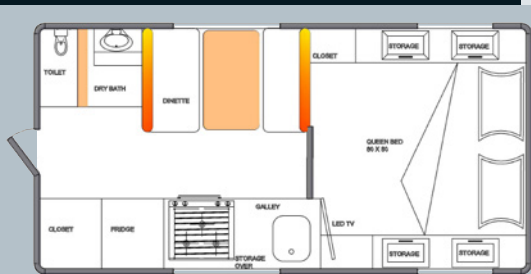 CLOSET
STORAGE
STORAGE
TOILET
DRY BATH
DINETTE
QUEEN BED
80 X 80
CLOSET
FRIDGE
GALLEY
LED TV
STORAGE
OVER
STORAGE
STORAGE